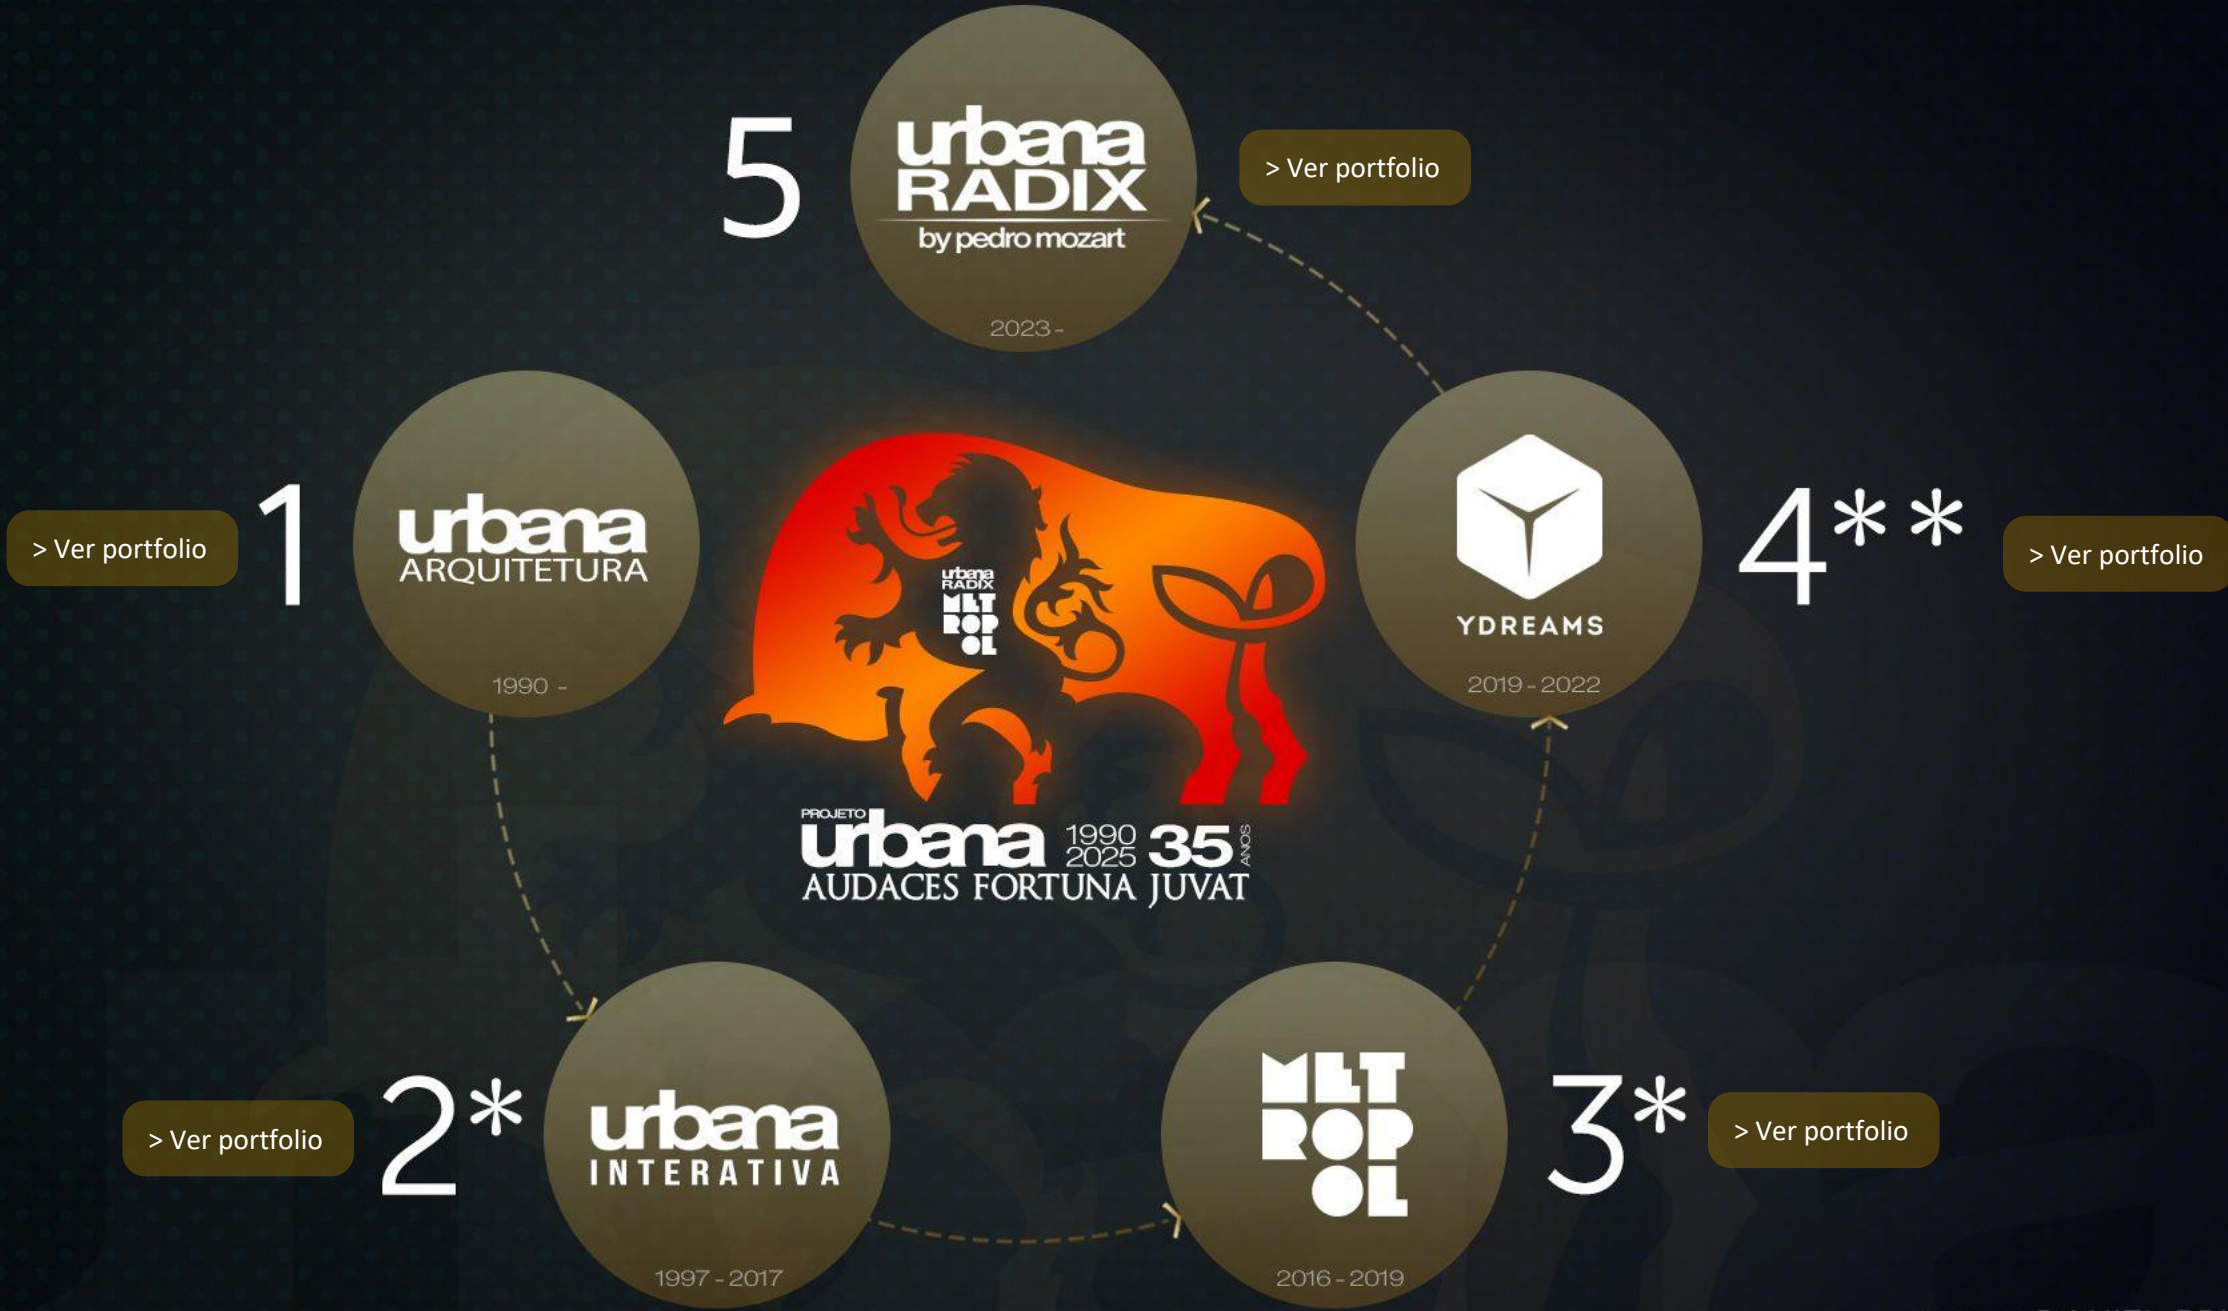 5
urbana
RADIX
by pedro mozart
2023 -
> Ver portfolio
> Ver portfolio
1
urbana
ARQUITETURA
1990 -
urbana
RADIX
MET
ROP
OL
PROJETO
urbana 1990 2025 35 ANOS
AUDACES FORTUNA JUVAT
YDREAMS
2019 - 2022
4**
> Ver portfolio
> Ver portfolio
2*
urbana
INTERATIVA
1997 - 2017
MET
ROP
OL
2016 - 2019
3*
> Ver portfolio